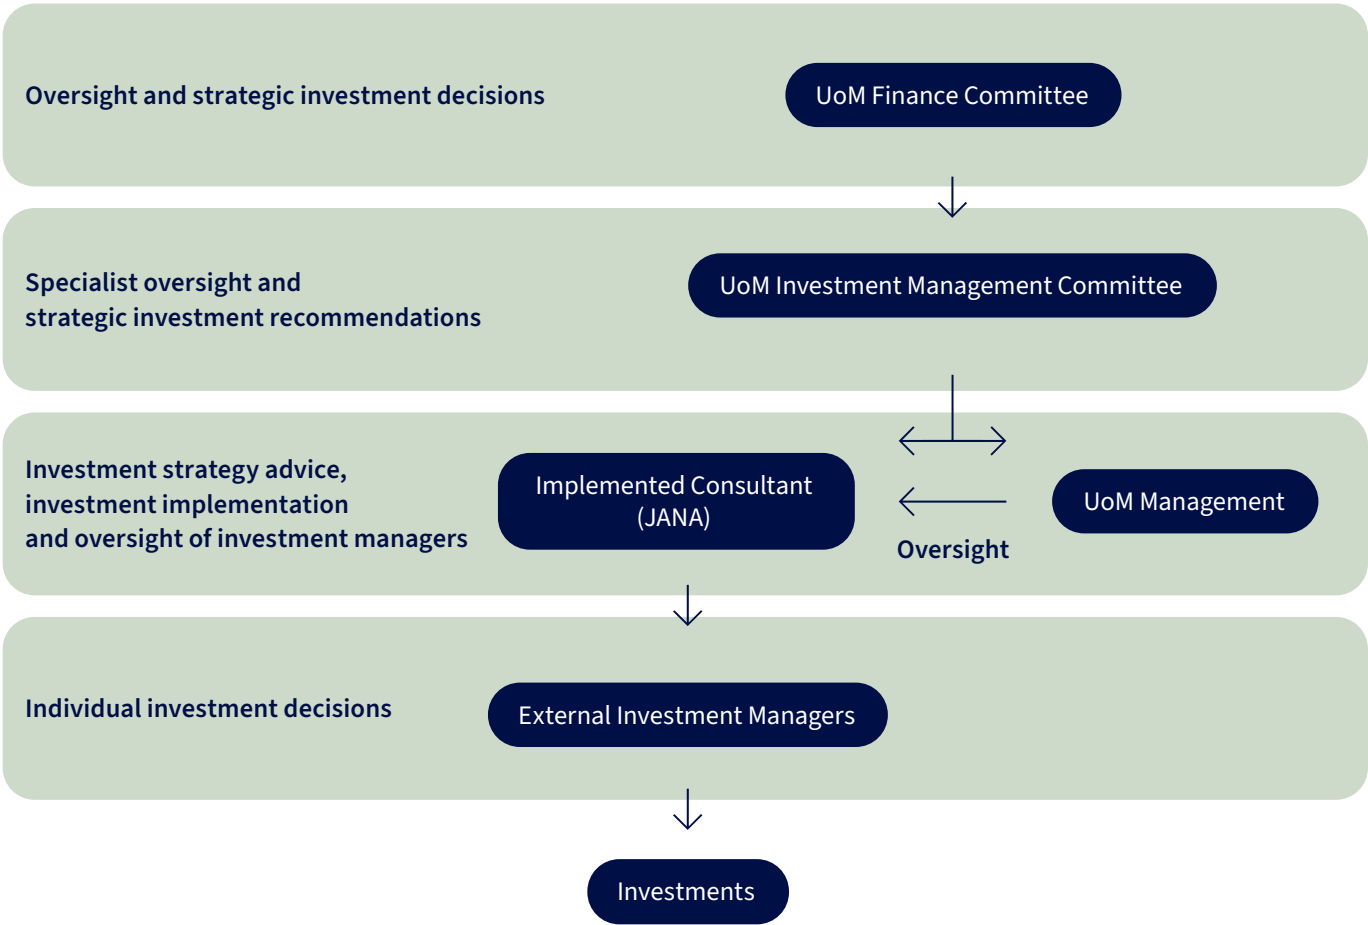 Oversight and strategic investment decisions
UoM Finance Committee
Specialist oversight and
strategic investment recommendations
UoM Investment Management Committee
Investment strategy advice,
investment implementation
and oversight of investment managers
Implemented Consultant
(JANA)
Oversight
UoM Management
Individual investment decisions
External Investment Managers
Investments